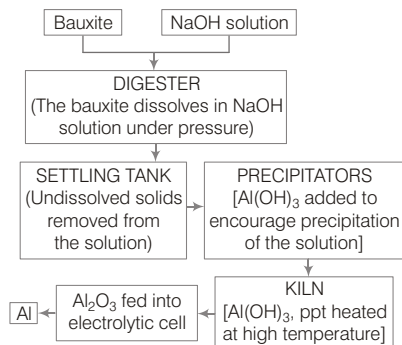 Bauxite
NaOH solution
DIGESTER
(The bauxite dissolves in NaOH
solution under pressure)
SETTLING TANK
(Undissolved solids
removed from
the solution)
PRECIPITATORS
[Al(OH)₃ added to
encourage precipitation
of the solution]
KILN
[Al(OH)₃, ppt heated
at high temperature]
Al₂O₃ fed into
electrolytic cell
Al